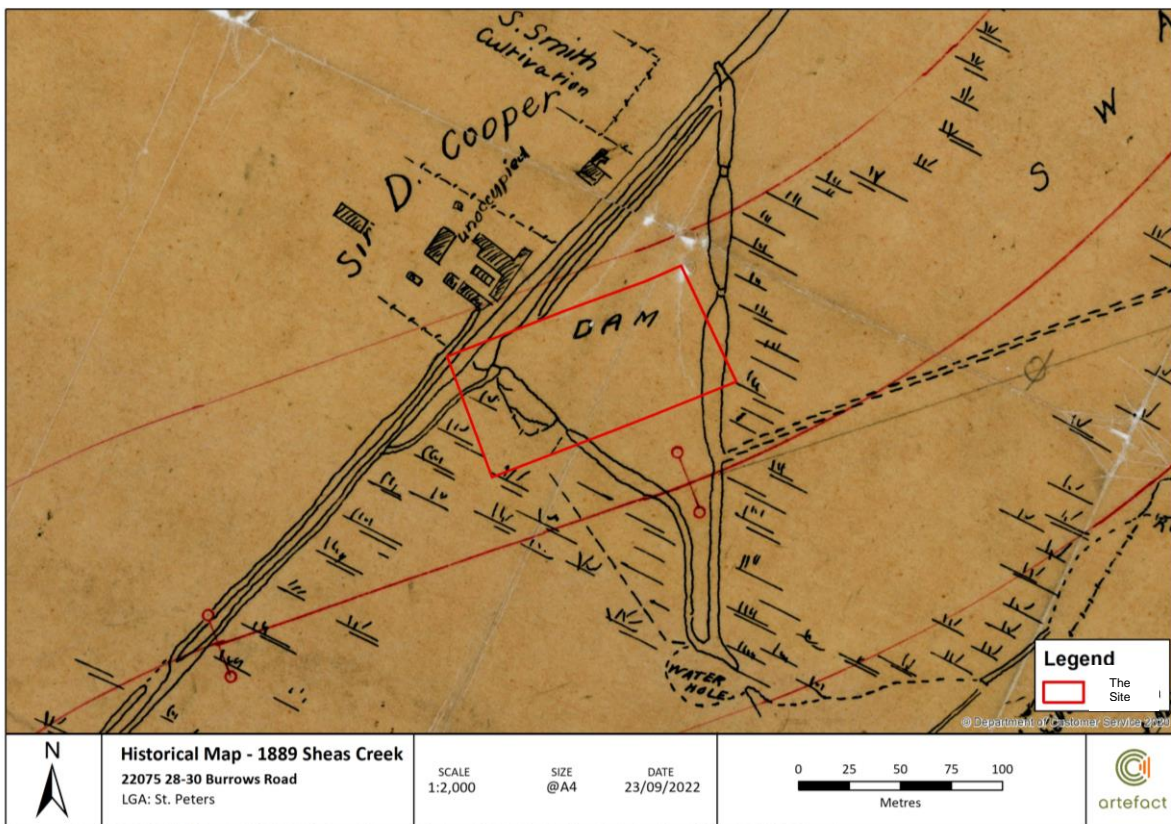 S. Smith
Cultivation
Sir D. Cooper
unoccupied
DAM
S W
WATER
HOLE
Legend
The
Site
© Department of Customer Service 2020
N
Historical Map - 1889 Sheas Creek
22075 28-30 Burrows Road
LGA: St. Peters
SCALE
1:2,000
SIZE
@A4
DATE
23/09/2022
0 25 50 75 100
Metres
artefact